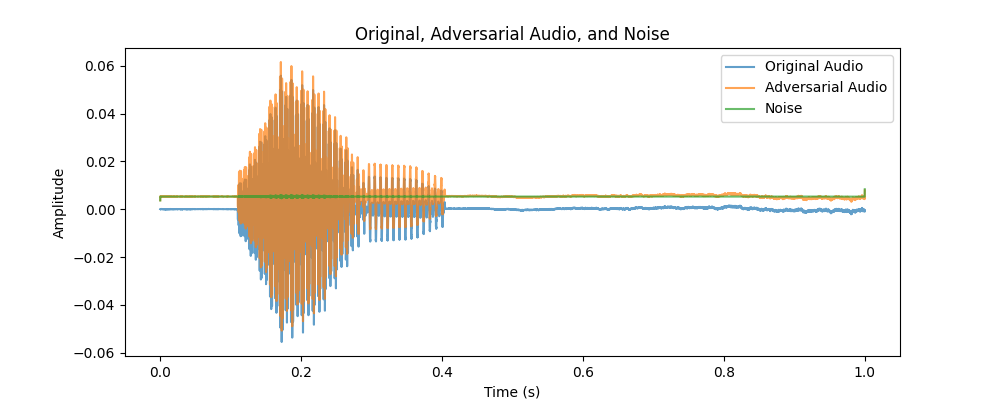 Original, Adversarial Audio, and Noise
Original Audio
Adversarial Audio
Noise
Amplitude
0.06
0.04
0.02
0.00
−0.02
−0.04
−0.06
0.0 0.2 0.4 0.6 0.8 1.0
Time (s)